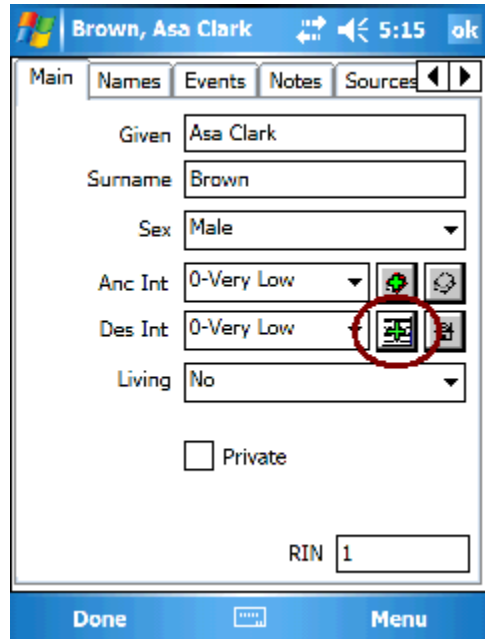 Brown, Asa Clark 5:15 ok
Main Names Events Notes Sources
Given Asa Clark
Surname Brown
Sex Male
Anc Int 0-Very Low
Des Int 0-Very Low
Living No
Private
RIN 1
Done Menu